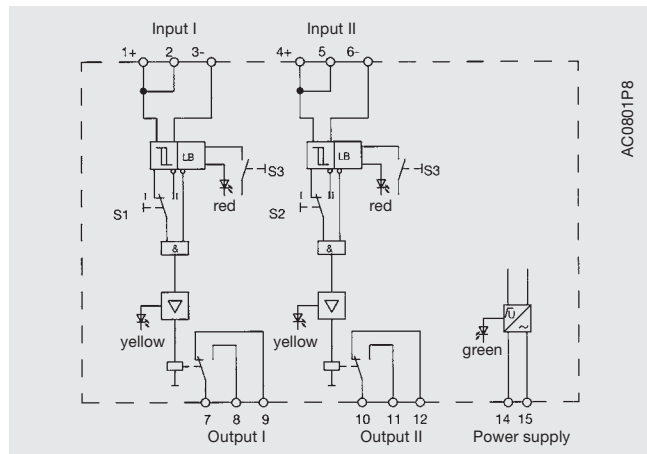 Input I Input II
1+ 2 3- 4+ 5 6-
AC0801P8
LB LB
S3 S3
I II I II
red red
S1 S2
& &
Ü
~
yellow yellow green
7 8 9 10 11 12 14 15
Output I Output II Power supply